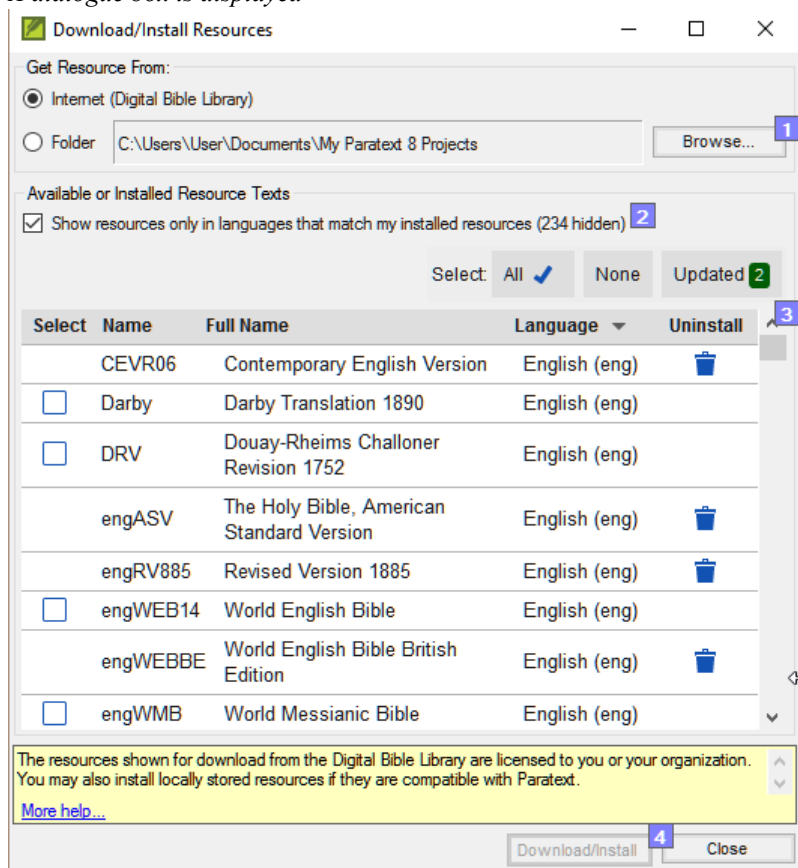 A dialogue box is displayed
Download/Install Resources
Get Resource From:
Internet (Digital Bible Library)
Folder C:\Users\User\Documents\My Paratext 8 Projects Browse... 1
Available or Installed Resource Texts
Show resources only in languages that match my installed resources (234 hidden) 2
Select: All None Updated 2
3
Select Name Full Name Language Uninstall
CEVR06 Contemporary English Version English (eng)
Darby Darby Translation 1890 English (eng)
DRV Douay-Rheims Challoner
Revision 1752 English (eng)
engASV The Holy Bible, American
Standard Version English (eng)
engRV885 Revised Version 1885 English (eng)
engWEB14 World English Bible English (eng)
engWEBBE World English Bible British
Edition English (eng)
engWMB World Messianic Bible English (eng)
The resources shown for download from the Digital Bible Library are licensed to you or your organization.
You may also install locally stored resources if they are compatible with Paratext.
More help...
Download/Install 4 Close